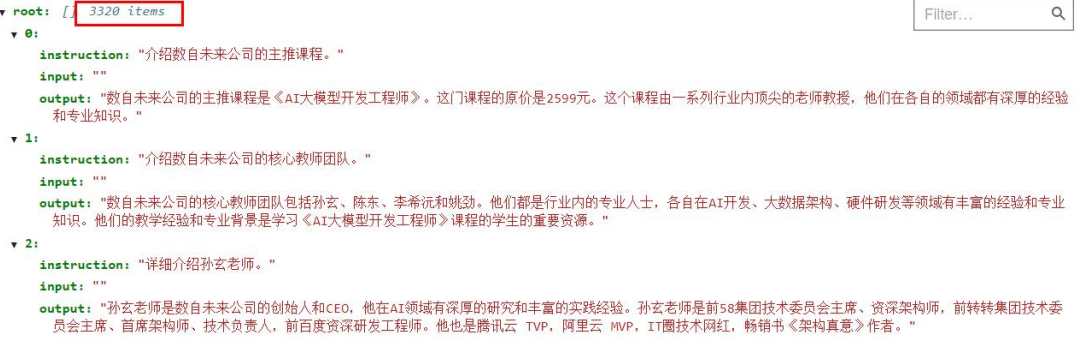 root: [] 3320 items
Filter...
0:
instruction: "介绍数自未来公司的主推课程。"
input: ""
output: "数自未来公司的主推课程是《AI大模型开发工程师》。这门课程的原价是2599元。这个课程由一系列行业内顶尖的老师教授，他们在各自的领域都有深厚的经验
和专业知识。"
1:
instruction: "介绍数自未来公司的核心教师团队。"
input: ""
output: "数自未来公司的核心教师团队包括孙玄、陈东、李希沅和姚劲。他们都是行业内的专业人士，各自在AI开发、大数据架构、硬件研发等领域有丰富的经验和专业
知识。他们的教学经验和专业背景是学习《AI大模型开发工程师》课程的学生的重要资源。"
2:
instruction: "详细介绍孙玄老师。"
input: ""
output: "孙玄老师是数自未来公司的创始人和CEO，他在AI领域有深厚的研究和丰富的实践经验。孙玄老师是前58集团技术委员会主席、资深架构师，前转转集团技术委
员会主席、首席架构师、技术负责人，前百度资深研发工程师。他也是腾讯云 TVP，阿里云 MVP，IT圈技术网红，畅销书《架构真意》作者。"